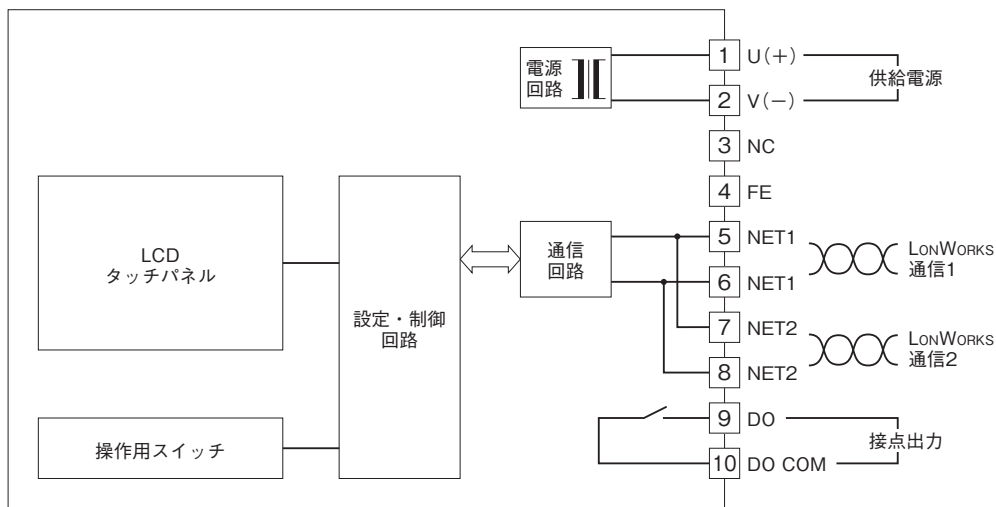 電源
回路
1 U(+)
2 V(−)
供給電源
3 NC
4 FE
LCD
タッチパネル
設定・制御
回路
通信
回路
5 NET1
6 NET1
LONWORKS
通信1
7 NET2
8 NET2
LONWORKS
通信2
操作用スイッチ
9 DO
10 DO COM
接点出力